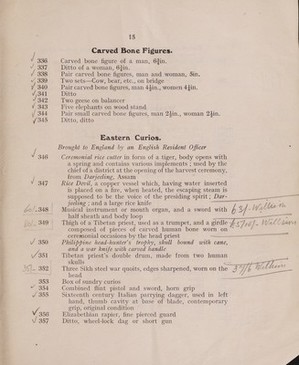 15
Carved Bone Figures.
336 Carved bone figure of a man, 6½in.
337 Ditto of a woman, 6½in.
338 Pair carved bone figures, man and woman, 8in.
339 Two sets—Cow, bear, etc., on bridge
340 Pair carved bone figures, man 4½in., women 4½in.
341 Ditto
342 Two geese on balancer
343 Five elephants on wood stand
344 Pair small carved bone figures, man 2½in., woman 2½in.
345 Ditto, ditto
Eastern Curios.
Brought to England by an English Resident Officer
346 Ceremonial rice cutter in form of a tiger, body opens with
a spring and contains various implements; used by the
chief of a district at the opening of the harvest ceremony,
from Darjeeling, Assam
347 Rice Devil, a copper vessel which, having water inserted
is placed on a fire, when heated, the escaping steam is
supposed to be the voice of the presiding spirit; Dar-
jeeling; and a large rice knife
348 Musical instrument or mouth organ, and a sword with
half sheath and body loop
349 Thigh of a Tibetan priest, used as a trumpet, and a girdle
composed of pieces of carved human bone worn on
ceremonial occasions by the head priest
350 Philippine head-hunter's trophy, skull bound with cane,
and a war knife with carved handle
351 Tibetan priest's double drum, made from two human
skulls
352 Three Sikh steel war quoits, edges sharpened, worn on the
head
353 Box of sundry curios
354 Combined flint pistol and sword, horn grip
355 Sixteenth century Italian parrying dagger, used in left
hand, thumb cavity at base of blade, contemporary
grip, original condition
356 Elizabethan rapier, fine pierced guard
357 Ditto, wheel-lock dag or short gun